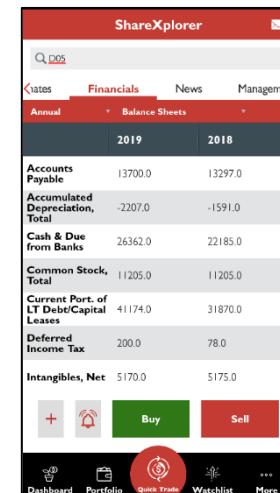 ShareXplorer
D05
nates Financials News Managem
Annual Balance Sheets
2019 2018
Accounts Payable 13700.0 13297.0
Accumulated Depreciation, Total -2207.0 -1591.0
Cash & Due from Banks 26362.0 22185.0
Common Stock, Total 11205.0 11205.0
Current Port. of LT Debt/Capital Leases 41174.0 31870.0
Deferred Income Tax 200.0 78.0
Intangibles, Net 5170.0 5175.0
+ Buy Sell
Dashboard Portfolio Quick Trade Watchlist More